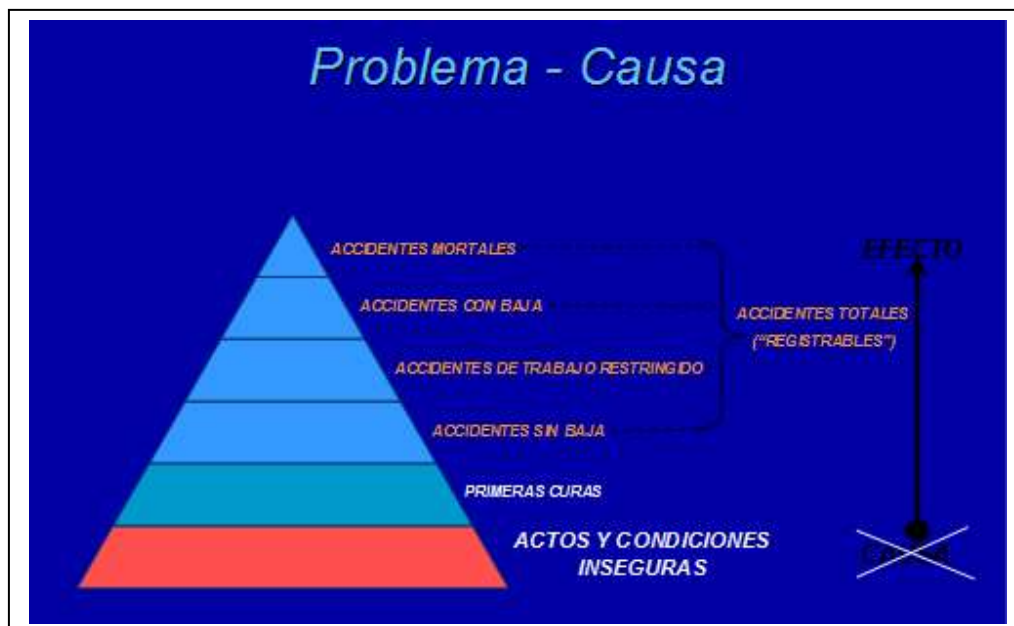 Problema - Causa
ACCIDENTES MORTALES
EFECTO
ACCIDENTES CON BAJA
ACCIDENTES TOTALES
("REGISTRABLES")
ACCIDENTES DE TRABAJO RESTRINGIDO
ACCIDENTES SIN BAJA
PRIMERAS CURAS
ACTOS Y CONDICIONES
INSEGURAS
CAUSA